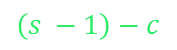 (s − 1) − c